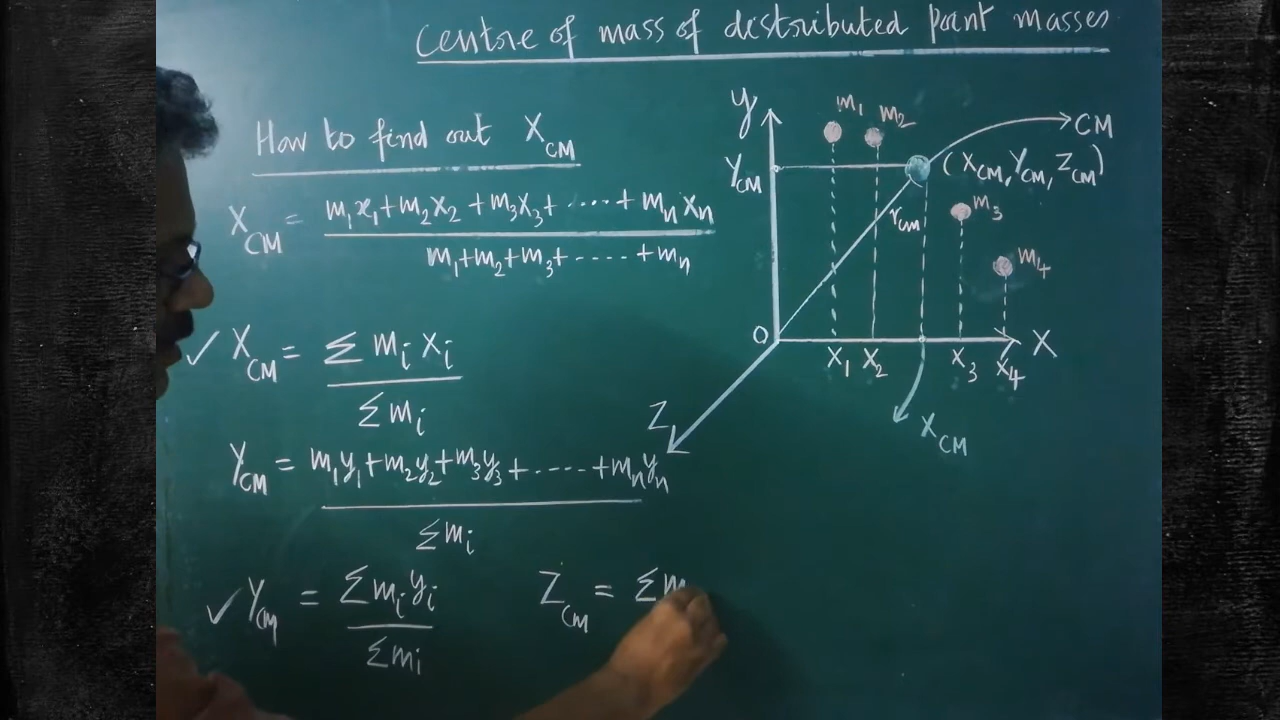 Centre of mass of distributed point masses
How to find out X_CM
X_CM = m₁x₁+m₂x₂+m₃x₃+.....+mₙxₙ
m₁+m₂+m₃+.....+mₙ
✓ X_CM = Σ mᵢ xᵢ
Σ mᵢ
Y_CM = m₁y₁+m₂y₂+m₃y₃+.....+mₙyₙ
Σ mᵢ
✓ Y_CM = Σ mᵢ yᵢ
Σ mᵢ
Z_CM = Σ m
Y
m₁
m₂
CM
Y_CM
(X_CM, Y_CM, Z_CM)
r_cm
m₃
m₄
O
X
X₁ X₂ X₃ X₄
Z
X_CM